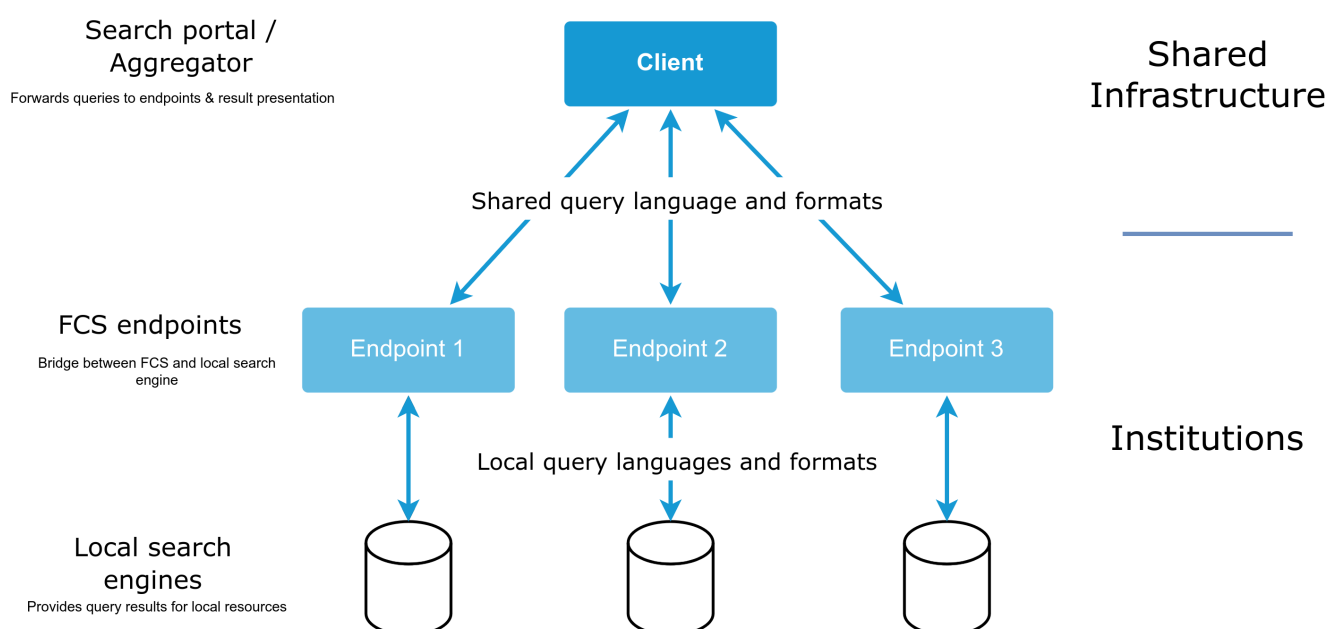 Search portal /
Aggregator
Forwards queries to endpoints & result presentation
Client
Shared
Infrastructure
Shared query language and formats
FCS endpoints
Bridge between FCS and local search
engine
Endpoint 1
Endpoint 2
Endpoint 3
Institutions
Local query languages and formats
Local search
engines
Provides query results for local resources